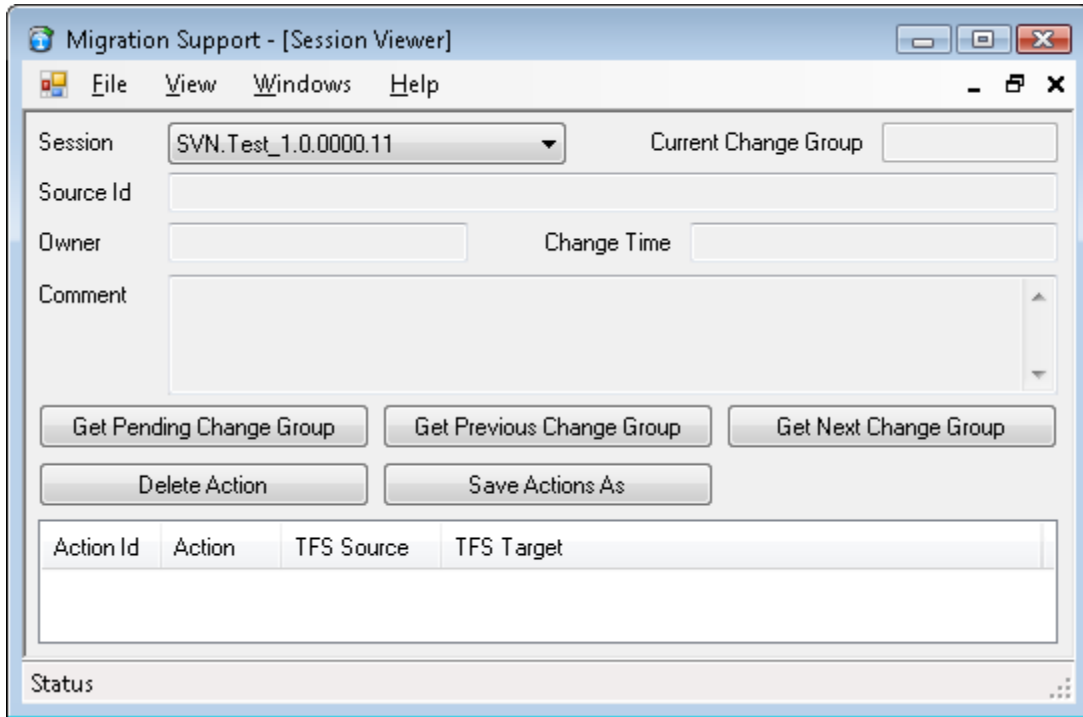 Migration Support - [Session Viewer]
File View Windows Help
Session SVN.Test_1.0.0000.11 Current Change Group
Source Id
Owner Change Time
Comment
Get Pending Change Group Get Previous Change Group Get Next Change Group
Delete Action Save Actions As
Action Id Action TFS Source TFS Target
Status